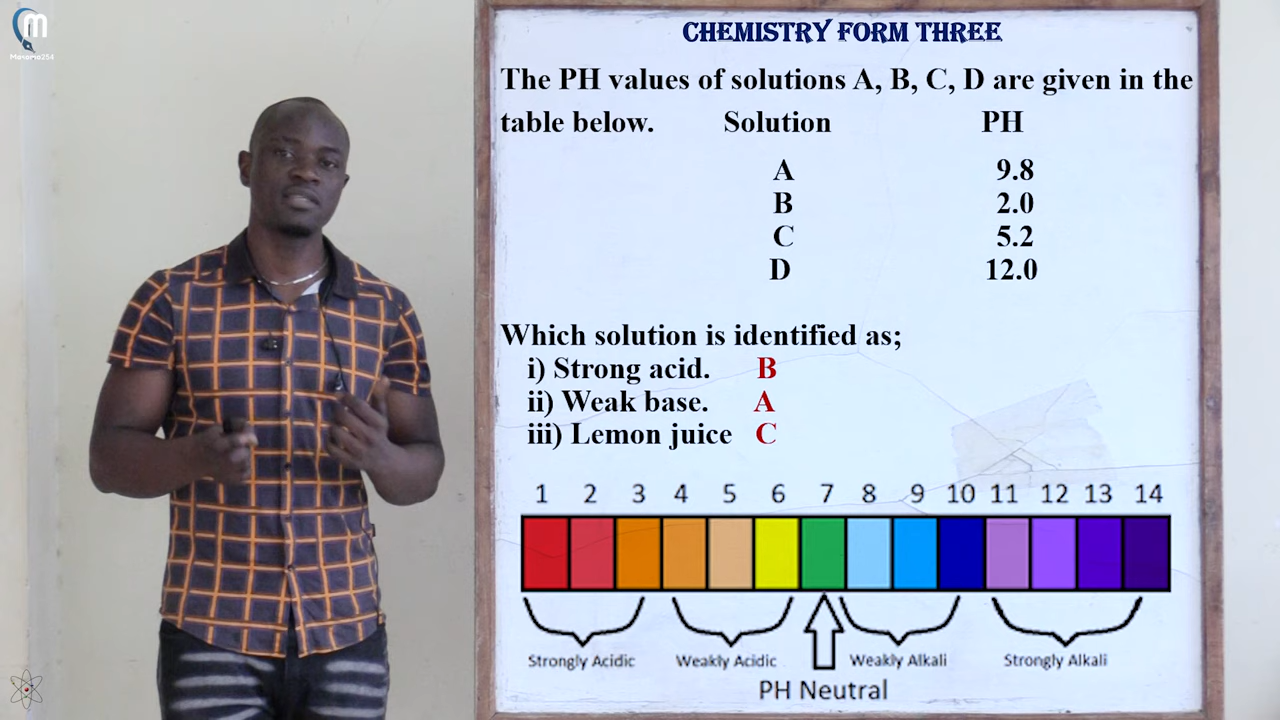 M
Mwalimu254
CHEMISTRY FORM THREE
The PH values of solutions A, B, C, D are given in the
table below. Solution PH
A 9.8
B 2.0
C 5.2
D 12.0
Which solution is identified as;
i) Strong acid. B
ii) Weak base. A
iii) Lemon juice C
1 2 3 4 5 6 7 8 9 10 11 12 13 14
Strongly Acidic Weakly Acidic Weakly Alkali Strongly Alkali
PH Neutral